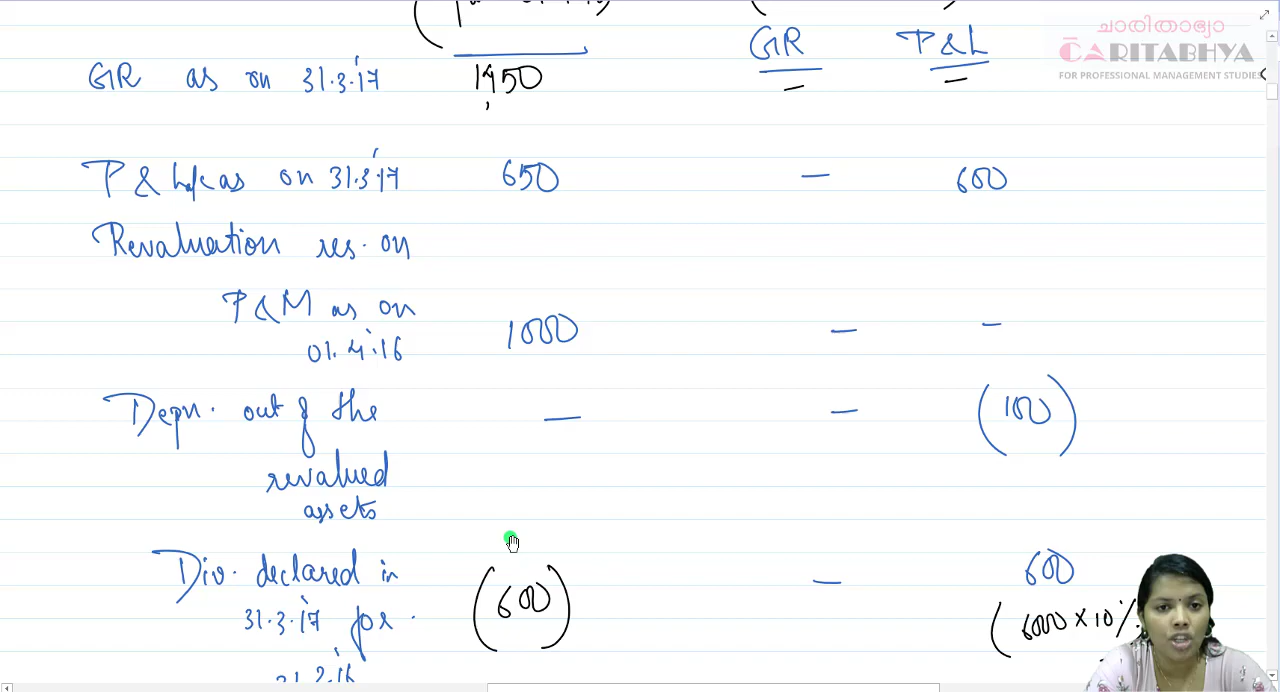 ചാരിതാഭ്യാ
CARITABHYA
FOR PROFESSIONAL MANAGEMENT STUDIES
GR P&L
GR as on 31.3.17 1950 - -
P & L as on 31.3.17 650 - 600
Revaluation res. on
P&M as on
01.4.16 1000 - -
Depn. out of the - - (100)
revalued
assets
Div. declared in (600) - 600
31.3.17 for (6000 × 10%